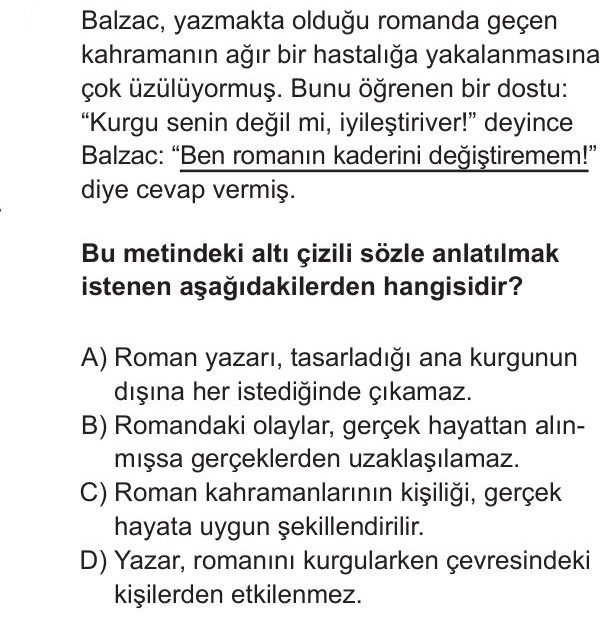 Balzac, yazmakta olduğu romanda geçen
kahramanın ağır bir hastalığa yakalanmasına
çok üzülüyormuş. Bunu öğrenen bir dostu:
“Kurgu senin değil mi, iyileştiriver!” deyince
Balzac: “Ben romanın kaderini değiştiremem!”
diye cevap vermiş.
Bu metindeki altı çizili sözle anlatılmak
istenen aşağıdakilerden hangisidir?
A) Roman yazarı, tasarladığı ana kurgunun
dışına her istediğinde çıkamaz.
B) Romandaki olaylar, gerçek hayattan alın-
mışsa gerçeklerden uzaklaşılamaz.
C) Roman kahramanlarının kişiliği, gerçek
hayata uygun şekillendirilir.
D) Yazar, romanını kurgularken çevresindeki
kişilerden etkilenmez.